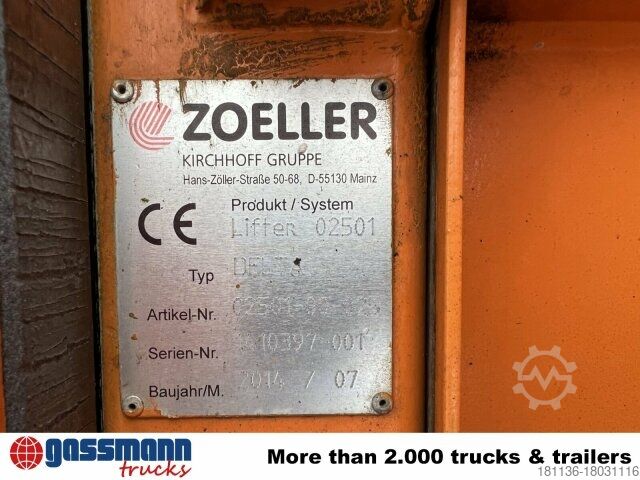 ZOELLER
KIRCHHOFF GRUPPE
Hans-Zöller-Straße 50-68, D-55130 Mainz
CE
Produkt / System
Lifter 02501
Typ
Artikel-Nr.
Serien-Nr.
Baujahr/M. 2014 / 07
gassmann
trucks
More than 2.000 trucks & trailers
181136-18031116